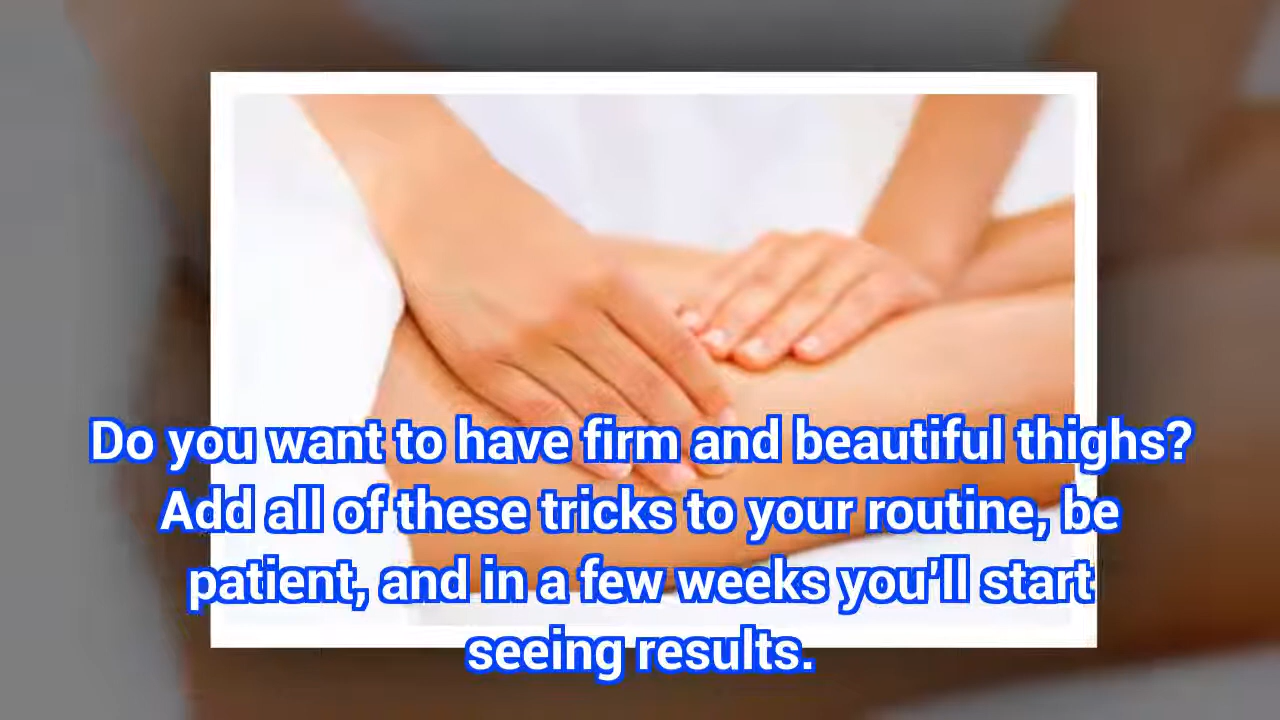 Do you want to have firm and beautiful thighs?
Add all of these tricks to your routine, be
patient, and in a few weeks you'll start
seeing results.